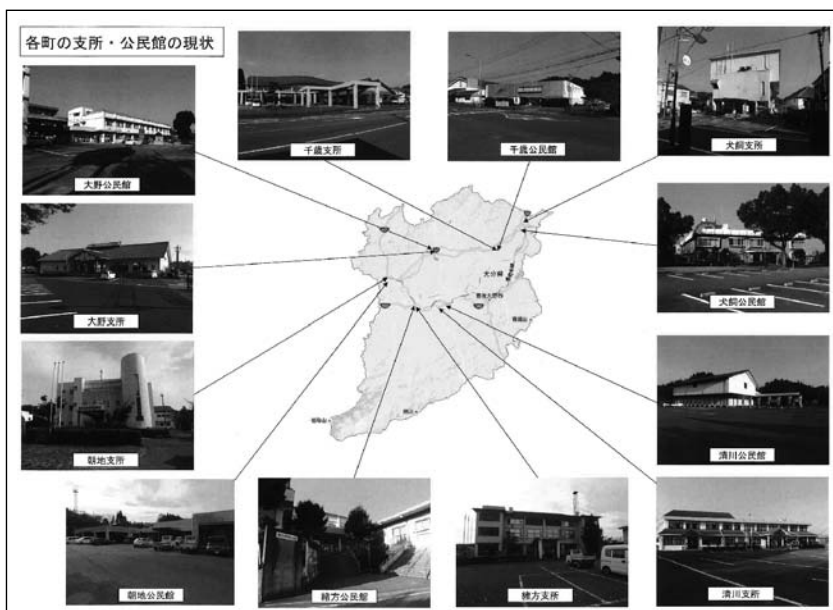 各町の支所・公民館の現状
千歳支所
千歳公民館
犬飼支所
大野公民館
犬飼公民館
大野支所
朝地支所
清川公民館
朝地公民館
緒方公民館
緒方支所
清川支所
大分県